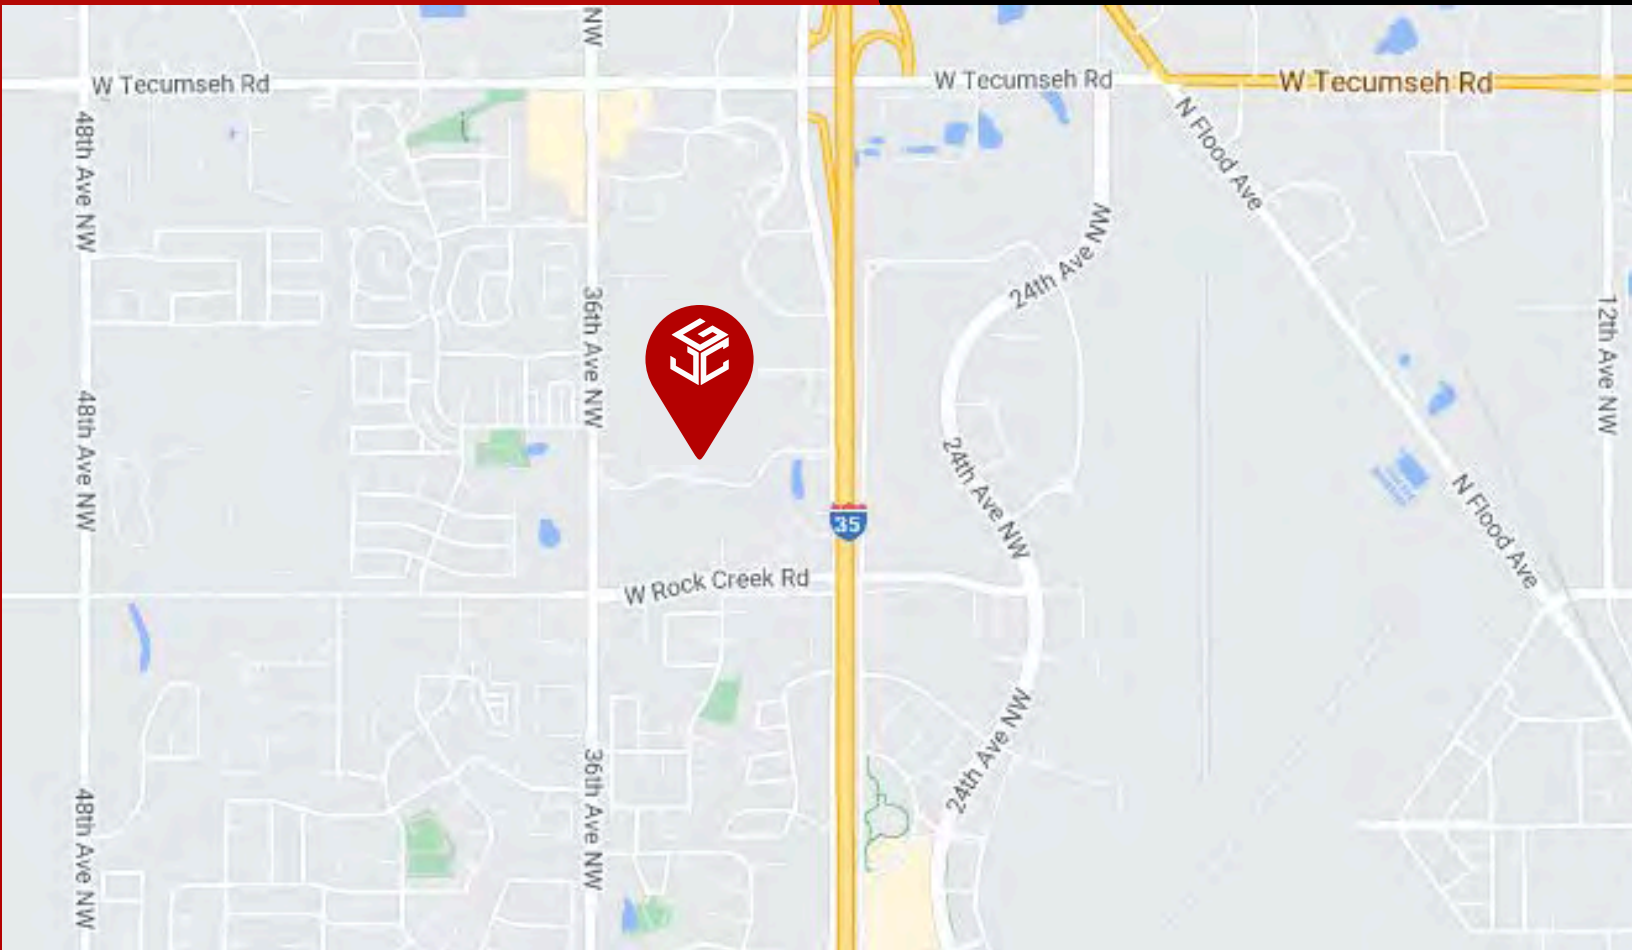 NW
W Tecumseh Rd
W Tecumseh Rd
W Tecumseh Rd
48th Ave NW
N Flood Ave
24th Ave NW
36th Ave NW
12th Ave NW
GJC
48th Ave NW
24th Ave NW
N Flood Ave
35
W Rock Creek Rd
24th Ave NW
36th Ave NW
48th Ave NW